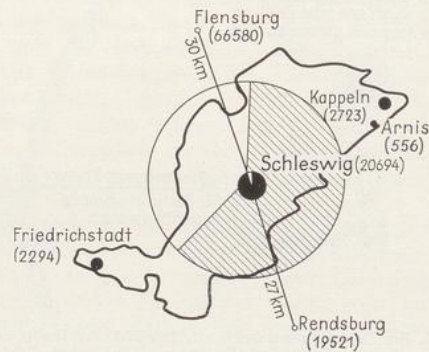 Flensburg
(66580)
30 km
Kappeln
(2723)
Arnis
(556)
Schleswig (20694)
Friedrichstadt
(2294)
27 km
Rendsburg
(19521)